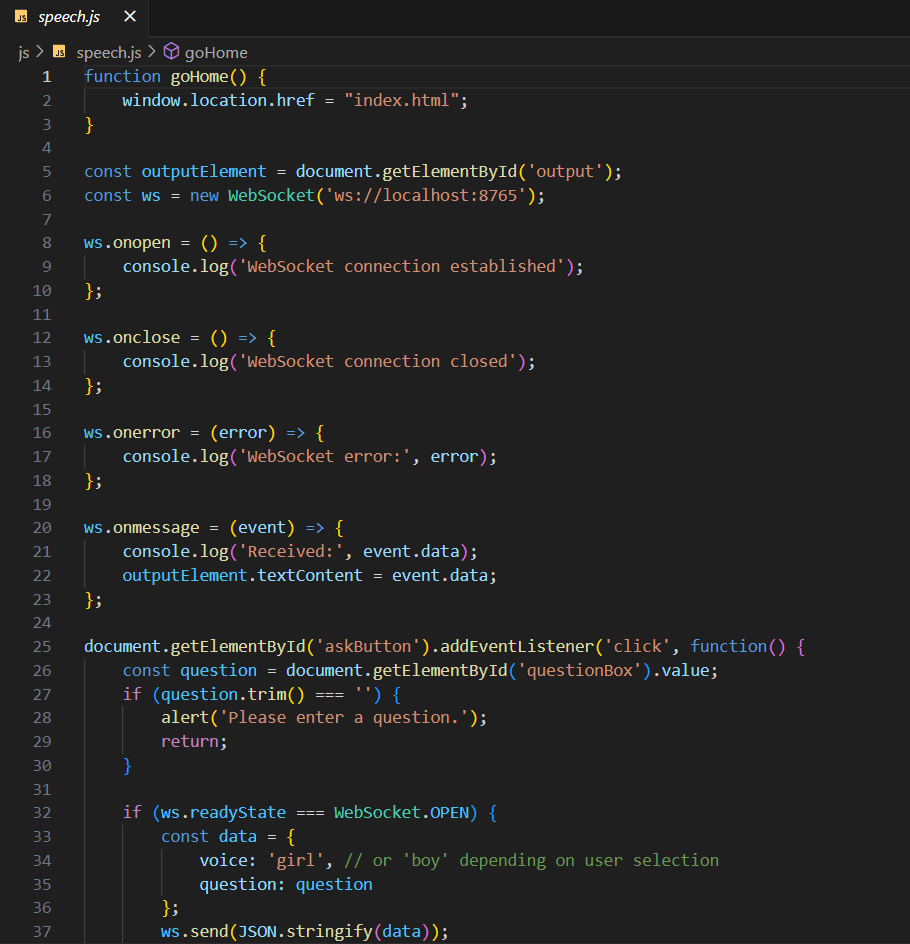 JS speech.js ×
js > JS speech.js > goHome
1 function goHome() {
2     window.location.href = "index.html";
3 }
4
5 const outputElement = document.getElementById('output');
6 const ws = new WebSocket('ws://localhost:8765');
7
8 ws.onopen = () => {
9     console.log('WebSocket connection established');
10 };
11
12 ws.onclose = () => {
13     console.log('WebSocket connection closed');
14 };
15
16 ws.onerror = (error) => {
17     console.log('WebSocket error:', error);
18 };
19
20 ws.onmessage = (event) => {
21     console.log('Received:', event.data);
22     outputElement.textContent = event.data;
23 };
24
25 document.getElementById('askButton').addEventListener('click', function() {
26     const question = document.getElementById('questionBox').value;
27     if (question.trim() === '') {
28         alert('Please enter a question.');
29         return;
30     }
31
32     if (ws.readyState === WebSocket.OPEN) {
33         const data = {
34             voice: 'girl', // or 'boy' depending on user selection
35             question: question
36         };
37         ws.send(JSON.stringify(data));